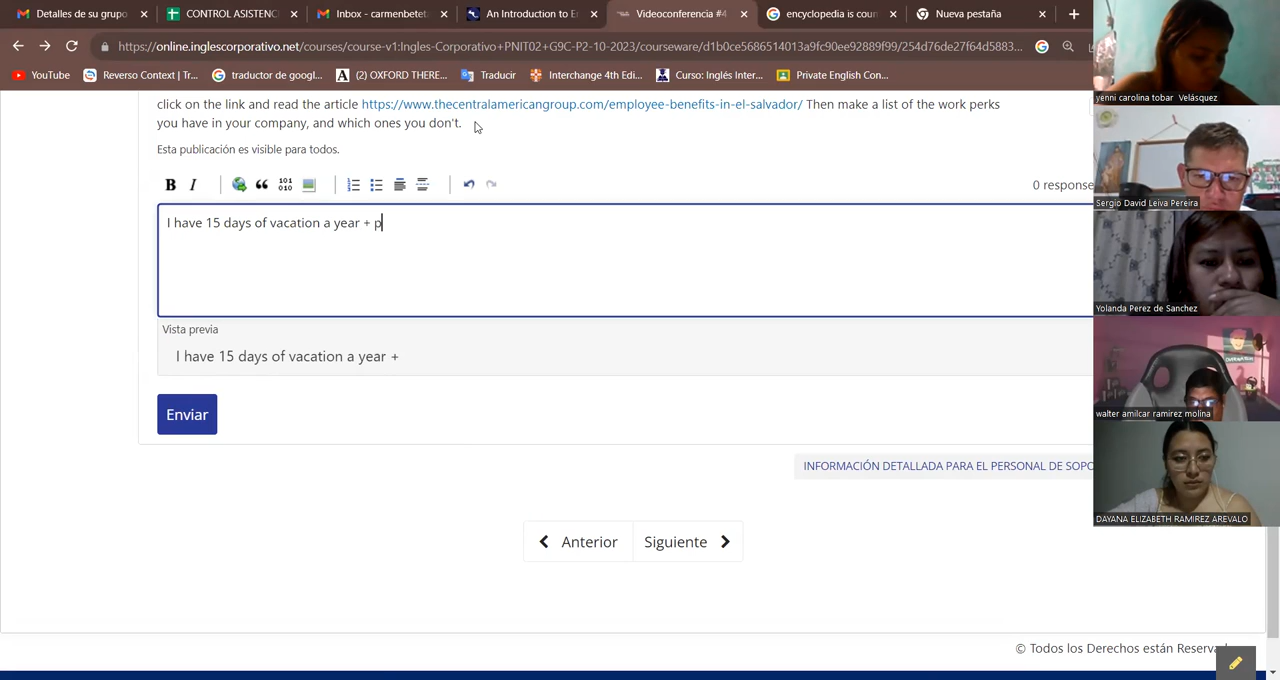 Detalles de su grupo
CONTROL ASISTENC
Inbox - carmenbeteta
An Introduction to E
Videoconferencia #4
encyclopedia is coun
Nueva pestaña
https://online.inglescorporativo.net/courses/course-v1:Ingles-Corporativo+PNIT02+G9C-P2-10-2023/courseware/d1b0ce5686514013a9fc90ee92889f99/254d76de27f64d5883...
YouTube
Reverso Context | Tr...
traductor de googl...
(2) OXFORD THERE...
Traducir
Interchange 4th Edi...
Curso: Inglés Inter...
Private English Con...
click on the link and read the article https://www.thecentralamericangroup.com/employee-benefits-in-el-salvador/ Then make a list of the work perks
you have in your company, and which ones you don't.
Esta publicación es visible para todos.
B I
101
010
0 response
I have 15 days of vacation a year + p
Vista previa
I have 15 days of vacation a year +
Enviar
INFORMACIÓN DETALLADA PARA EL PERSONAL DE SOPO
Anterior
Siguiente
© Todos los Derechos están Reserva
yenni carolina tobar Velásquez
Sergio David Leiva Pereira
Yolanda Perez de Sanchez
walter amilcar ramirez molina
DAYANA ELIZABETH RAMIREZ AREVALO